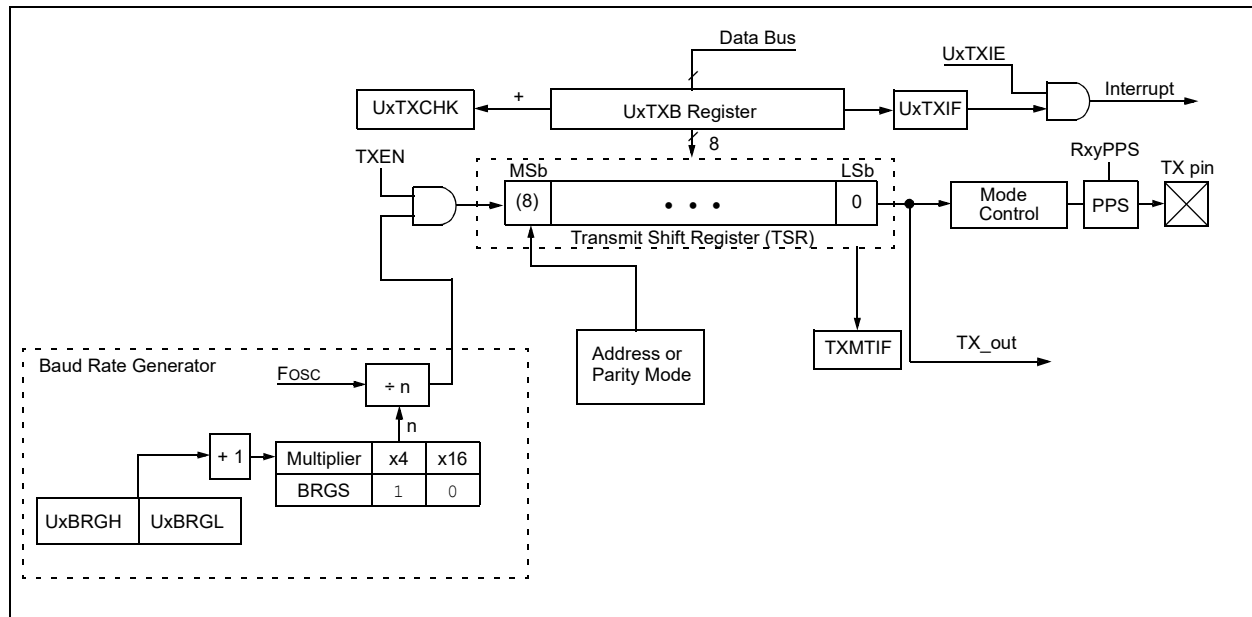 Data Bus
UxTXIE
UxTXCHK
+
UxTXB Register
UxTXIF
Interrupt
8
TXEN
RxyPPS
TX pin
MSb
LSb
(8)
• • •
0
Mode
Control
PPS
Transmit Shift Register (TSR)
Address or
Parity Mode
TXMTIF
TX_out
Baud Rate Generator
FOSC
÷ n
n
+ 1
Multiplier x4 x16
BRGS 1 0
UxBRGH UxBRGL